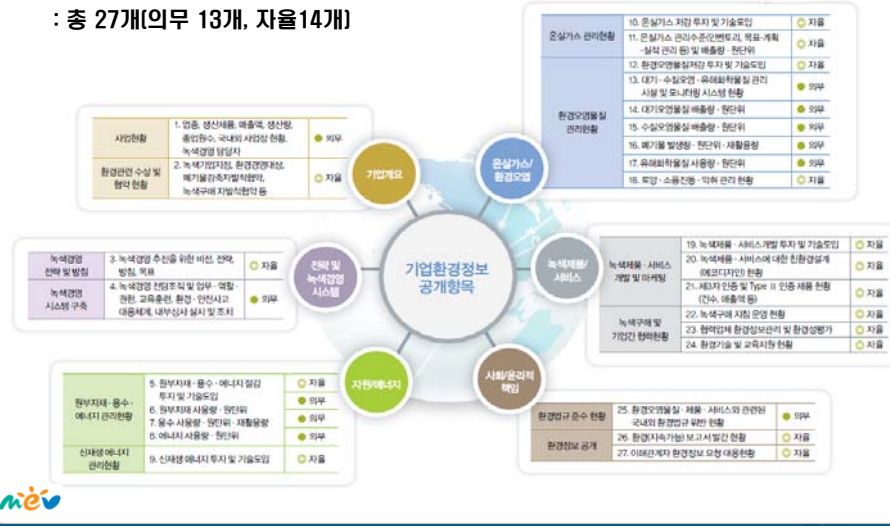 : 총 27개(의무 13개, 자율14개)
사업현황
1. 업종, 생산제품, 매출액, 생산량,
종업원수, 국내외 사업장 현황,
녹색경영 담당자
의무
환경관련 수상 및
협약 현황
2. 녹색기업지정, 환경경영대상,
폐기물감축자발적협약,
녹색구매 자발적협약 등
자율
기업개요
온실가스 관리현황
10. 온실가스 저감 투자 및 기술도입
자율
11. 온실가스 관리수준(인벤토리, 목표·계획
·실적 관리 등) 및 배출량·원단위
자율
환경오염물질
관리현황
12. 환경오염물질저감 투자 및 기술도입
자율
13. 대기·수질오염·유해화학물질 관리
시설 및 모니터링 시스템 현황
의무
14. 대기오염물질 배출량·원단위
의무
15. 수질오염물질 배출량·원단위
의무
16. 폐기물 발생량·원단위·재활용량
의무
17. 유해화학물질 사용량·원단위
의무
18. 토양·소음진동·악취 관리 현황
자율
온실가스/
환경오염
녹색경영
전략 및 방침
3. 녹색경영 추진을 위한 비전, 전략,
방침, 목표
자율
녹색경영
시스템 구축
4. 녹색경영 전담조직 및 업무·역할·
권한, 교육훈련, 환경·안전사고
대응체계, 내부심사 실시 및 조치
의무
전략 및
녹색경영
시스템
기업환경정보
공개항목
녹색제품/
서비스
녹색제품·서비스
개발 및 마케팅
19. 녹색제품·서비스개발 투자 및 기술도입
자율
20. 녹색제품·서비스에 대한 친환경설계
(에코디자인) 현황
자율
21. 제3자 인증 및 Type II 인증 제품 현황
(건수, 매출액 등)
자율
녹색구매 및
기업간 협력현황
22. 녹색구매 지침 운영 현황
자율
23. 협력업체 환경정보관리 및 환경성평가
자율
24. 환경기술 및 교육지원 현황
자율
자원/에너지
원부자재·용수·
에너지 관리현황
5. 원부자재·용수·에너지 절감
투자 및 기술도입
자율
6. 원부자재 사용량·원단위
의무
7. 용수 사용량·원단위·재활용량
의무
8. 에너지 사용량·원단위
의무
신재생 에너지
관리현황
9. 신재생 에너지 투자 및 기술도입
자율
사회/윤리적
책임
환경법규 준수 현황
25. 환경오염물질·제품·서비스와 관련된
국내외 환경법규 위반 현황
의무
환경정보 공개
26. 환경(지속가능) 보고서 발간 현황
자율
27. 이해관계자 환경정보 요청 대응현황
자율
mev